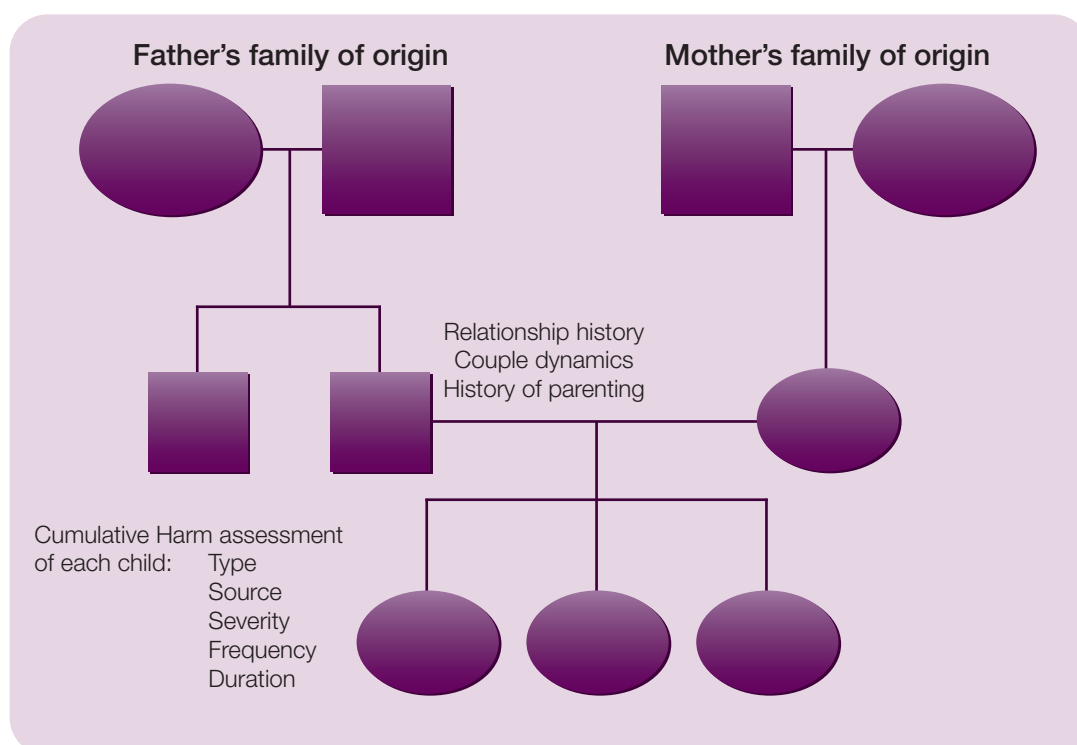 Father’s family of origin
Mother’s family of origin
Relationship history
Couple dynamics
History of parenting
Cumulative Harm assessment
of each child: Type
Source
Severity
Frequency
Duration